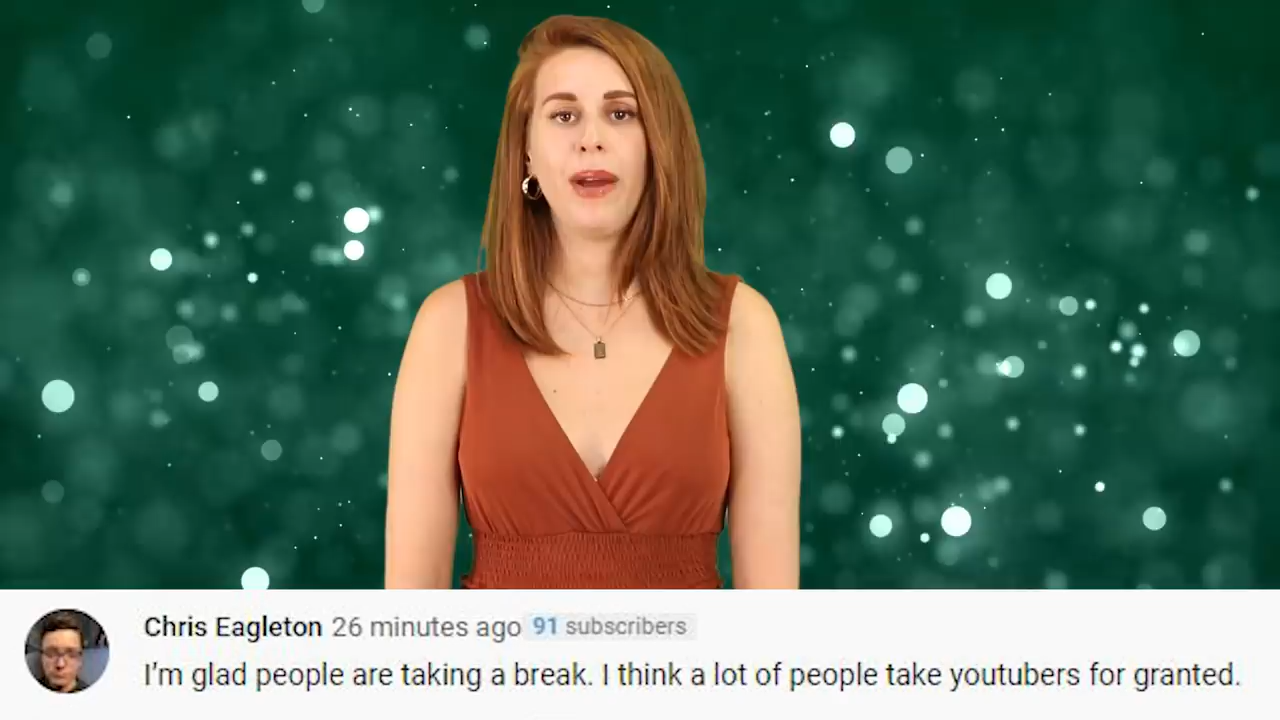 Chris Eagleton 26 minutes ago 91 subscribers
I'm glad people are taking a break. I think a lot of people take youtubers for granted.